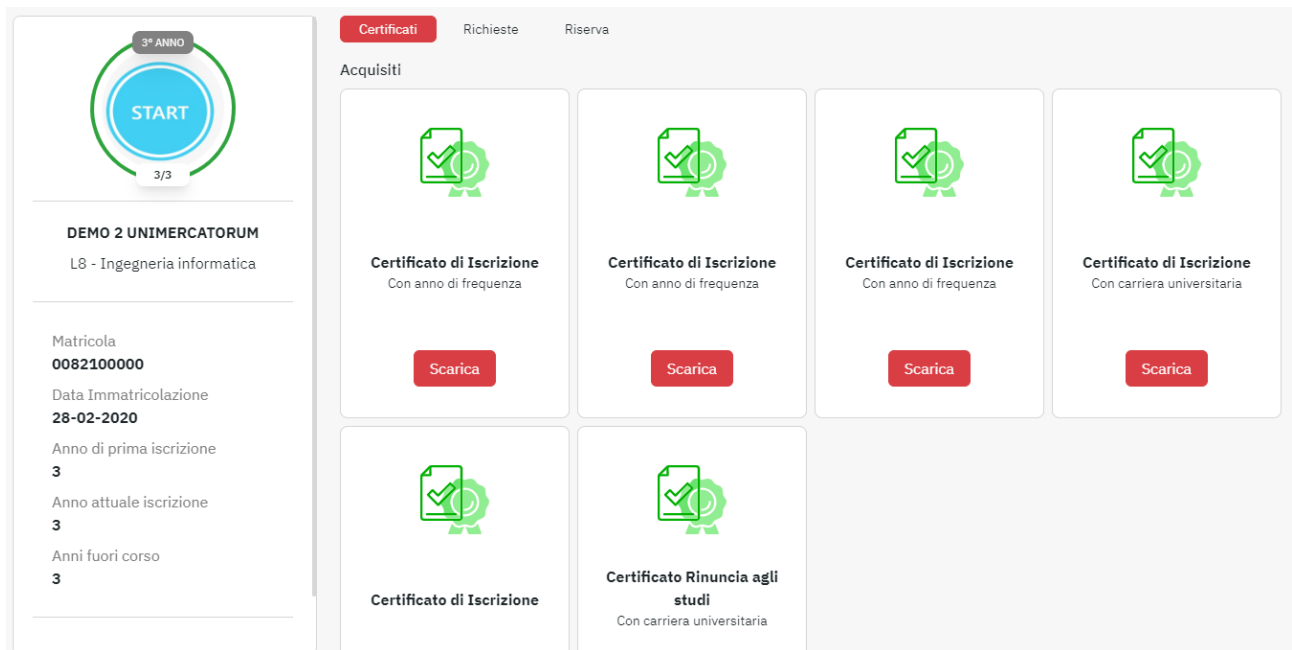 3° ANNO
START
3/3
DEMO 2 UNIMERCATORUM
L8 - Ingegneria informatica
Matricola
0082100000
Data Immatricolazione
28-02-2020
Anno di prima iscrizione
3
Anno attuale iscrizione
3
Anni fuori corso
3
Certificati Richieste Riserva
Acquisiti
Certificato di Iscrizione
Con anno di frequenza
Scarica
Certificato di Iscrizione
Con anno di frequenza
Scarica
Certificato di Iscrizione
Con anno di frequenza
Scarica
Certificato di Iscrizione
Con carriera universitaria
Scarica
Certificato di Iscrizione
Certificato Rinuncia agli
studi
Con carriera universitaria